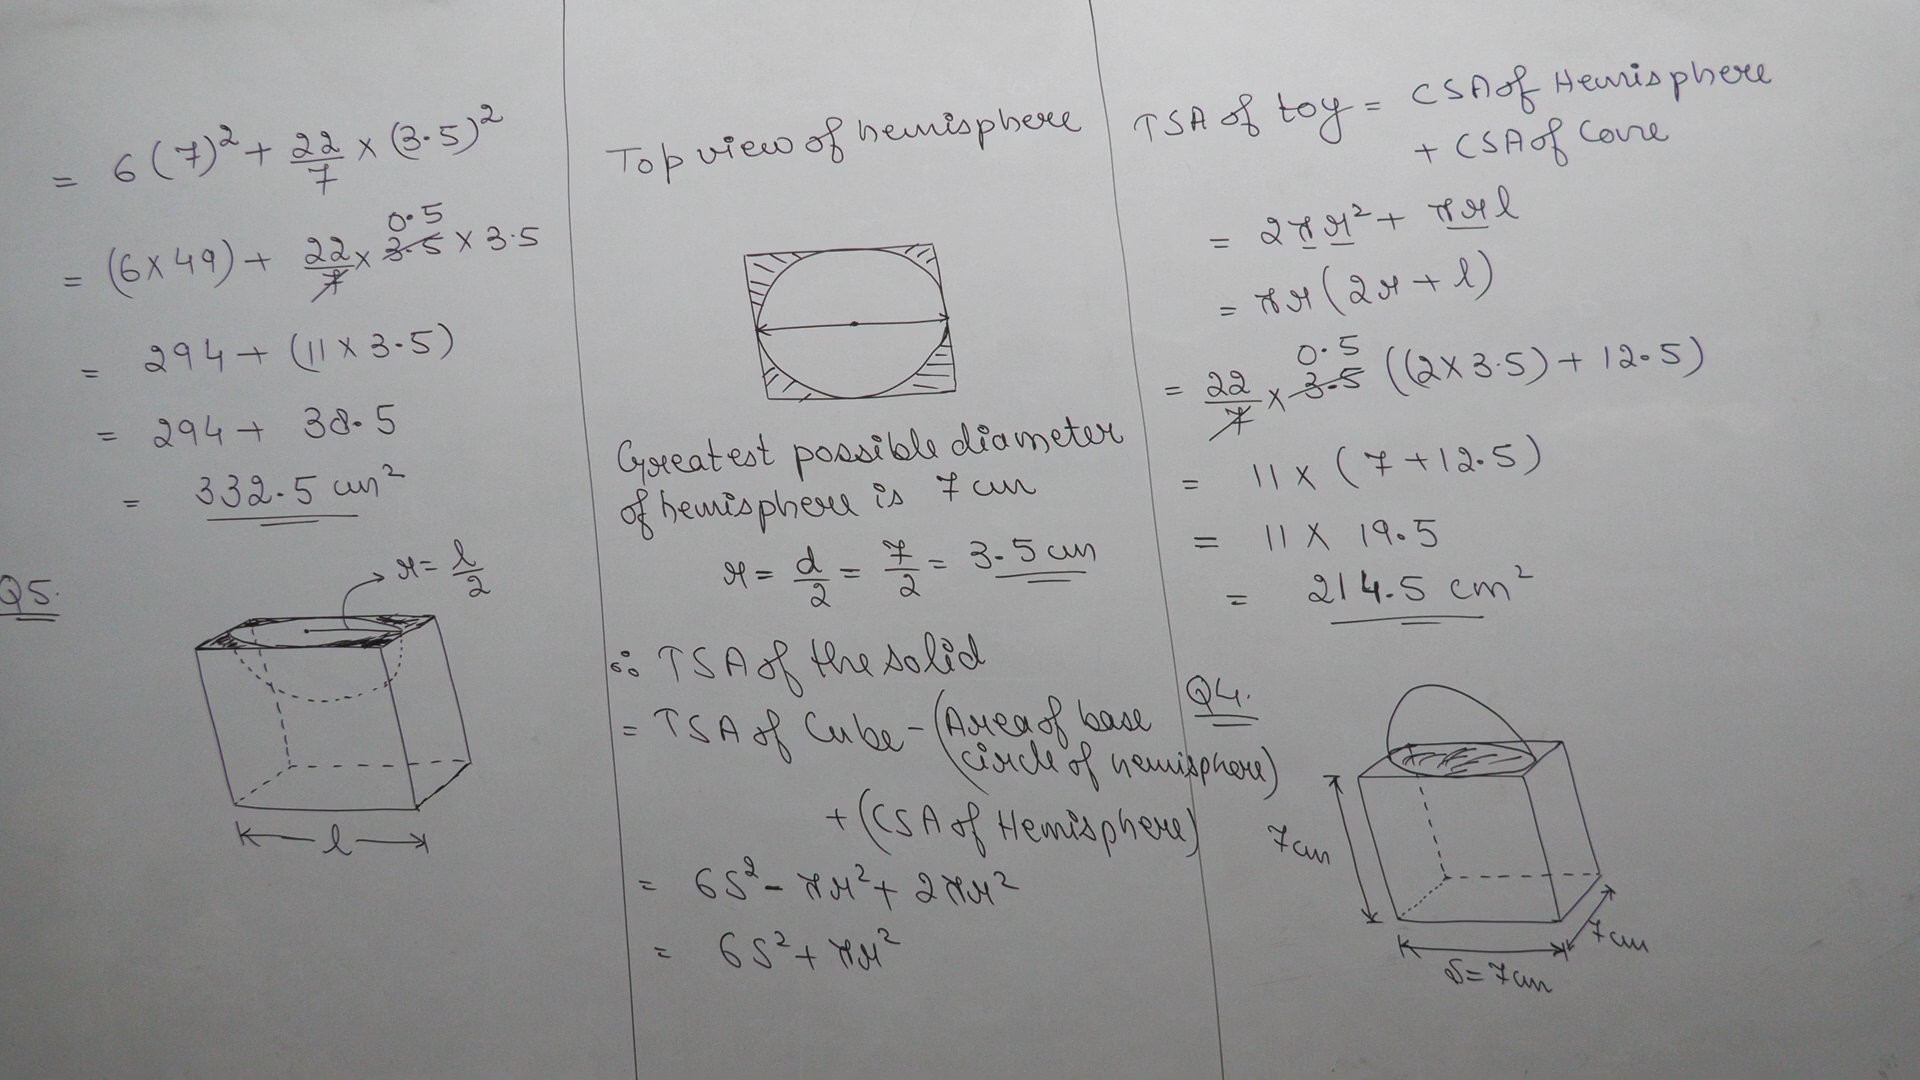 = 6(7)² + 22/7 × (3.5)²
0.5
= (6×49) + 22/7 × 3.5 × 3.5
= 294 + (11 × 3.5)
= 294 + 38.5
= 332.5 cm²
Q5.
r = l/2
l
Top view of hemisphere
Greatest possible diameter
of hemisphere is 7 cm
r = d/2 = 7/2 = 3.5 cm
∴ TSA of the solid
= TSA of Cube - (Area of base
circle of hemisphere)
+ (CSA of Hemisphere)
= 6S² - πr² + 2πr²
= 6S² + πr²
TSA of toy = CSA of Hemisphere
+ CSA of Cone
= 2πr² + πrl
= πr(2r + l)
0.5
= 22/7 × 3.5 ((2×3.5) + 12.5)
= 11 × (7 + 12.5)
= 11 × 19.5
= 214.5 cm²
Q4.
7cm
7cm
S = 7cm